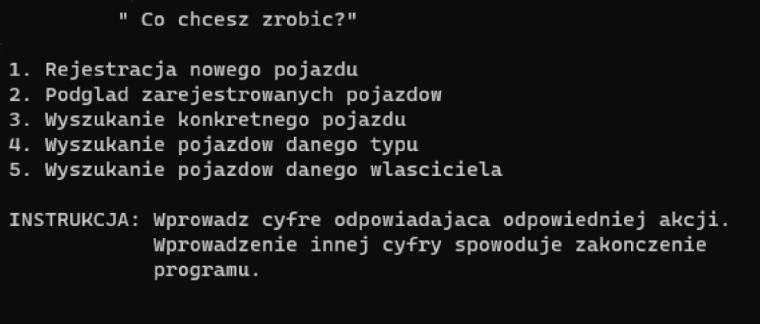 " Co chcesz zrobic?"
1. Rejestracja nowego pojazdu
2. Podglad zarejestrowanych pojazdow
3. Wyszukanie konkretnego pojazdu
4. Wyszukanie pojazdow danego typu
5. Wyszukanie pojazdow danego wlasciciela
INSTRUKCJA: Wprowadz cyfre odpowiadajaca odpowiedniej akcji.
Wprowadzenie innej cyfry spowoduje zakonczenie
programu.